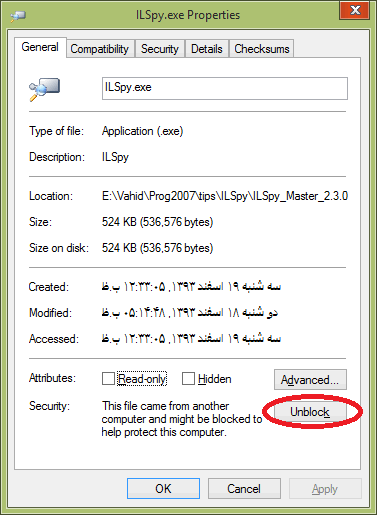 ILSpy.exe Properties
General Compatibility Security Details Checksums
ILSpy.exe
Type of file: Application (.exe)
Description: ILSpy
Location: E:\Vahid\Prog2007\tips\ILSpy\ILSpy_Master_2.3.0
Size: 524 KB (536,576 bytes)
Size on disk: 524 KB (536,576 bytes)
Created: سه شنبه ۱۹ اسفند ۱۳۹۳, ۱۲:۳۳:۰۵ ب.ظ
Modified: دو شنبه ۱۸ اسفند ۱۳۹۳, ۰۵:۱۴:۴۸ ب.ظ
Accessed: سه شنبه ۱۹ اسفند ۱۳۹۳, ۱۲:۳۳:۰۵ ب.ظ
Attributes: Read-only Hidden Advanced...
Security: This file came from another
computer and might be blocked to
help protect this computer.
Unblock
OK Cancel Apply